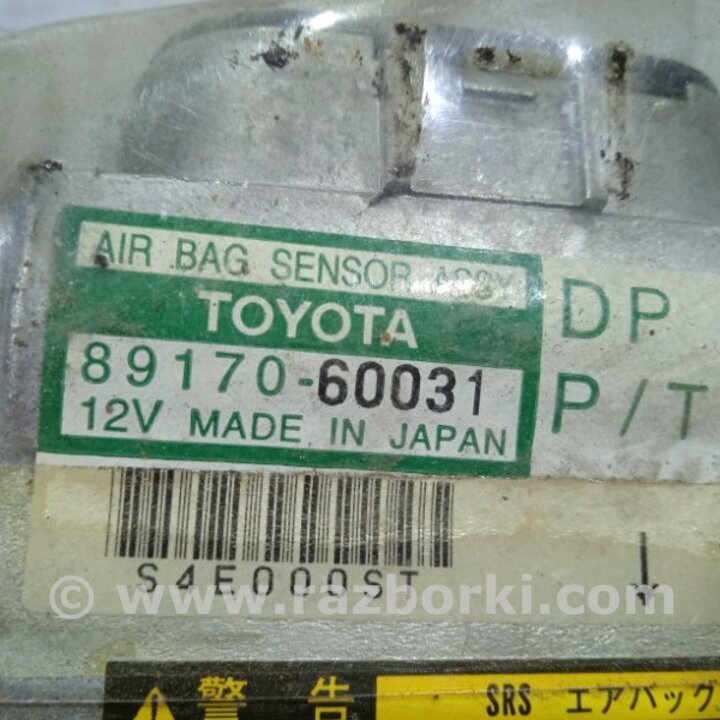 AIR BAG SENSOR ASSY
TOYOTA
89170-60031
12V MADE IN JAPAN
DP
P/T
S4E000ST
© www.razborki.com
警告
SRS エアバッグ